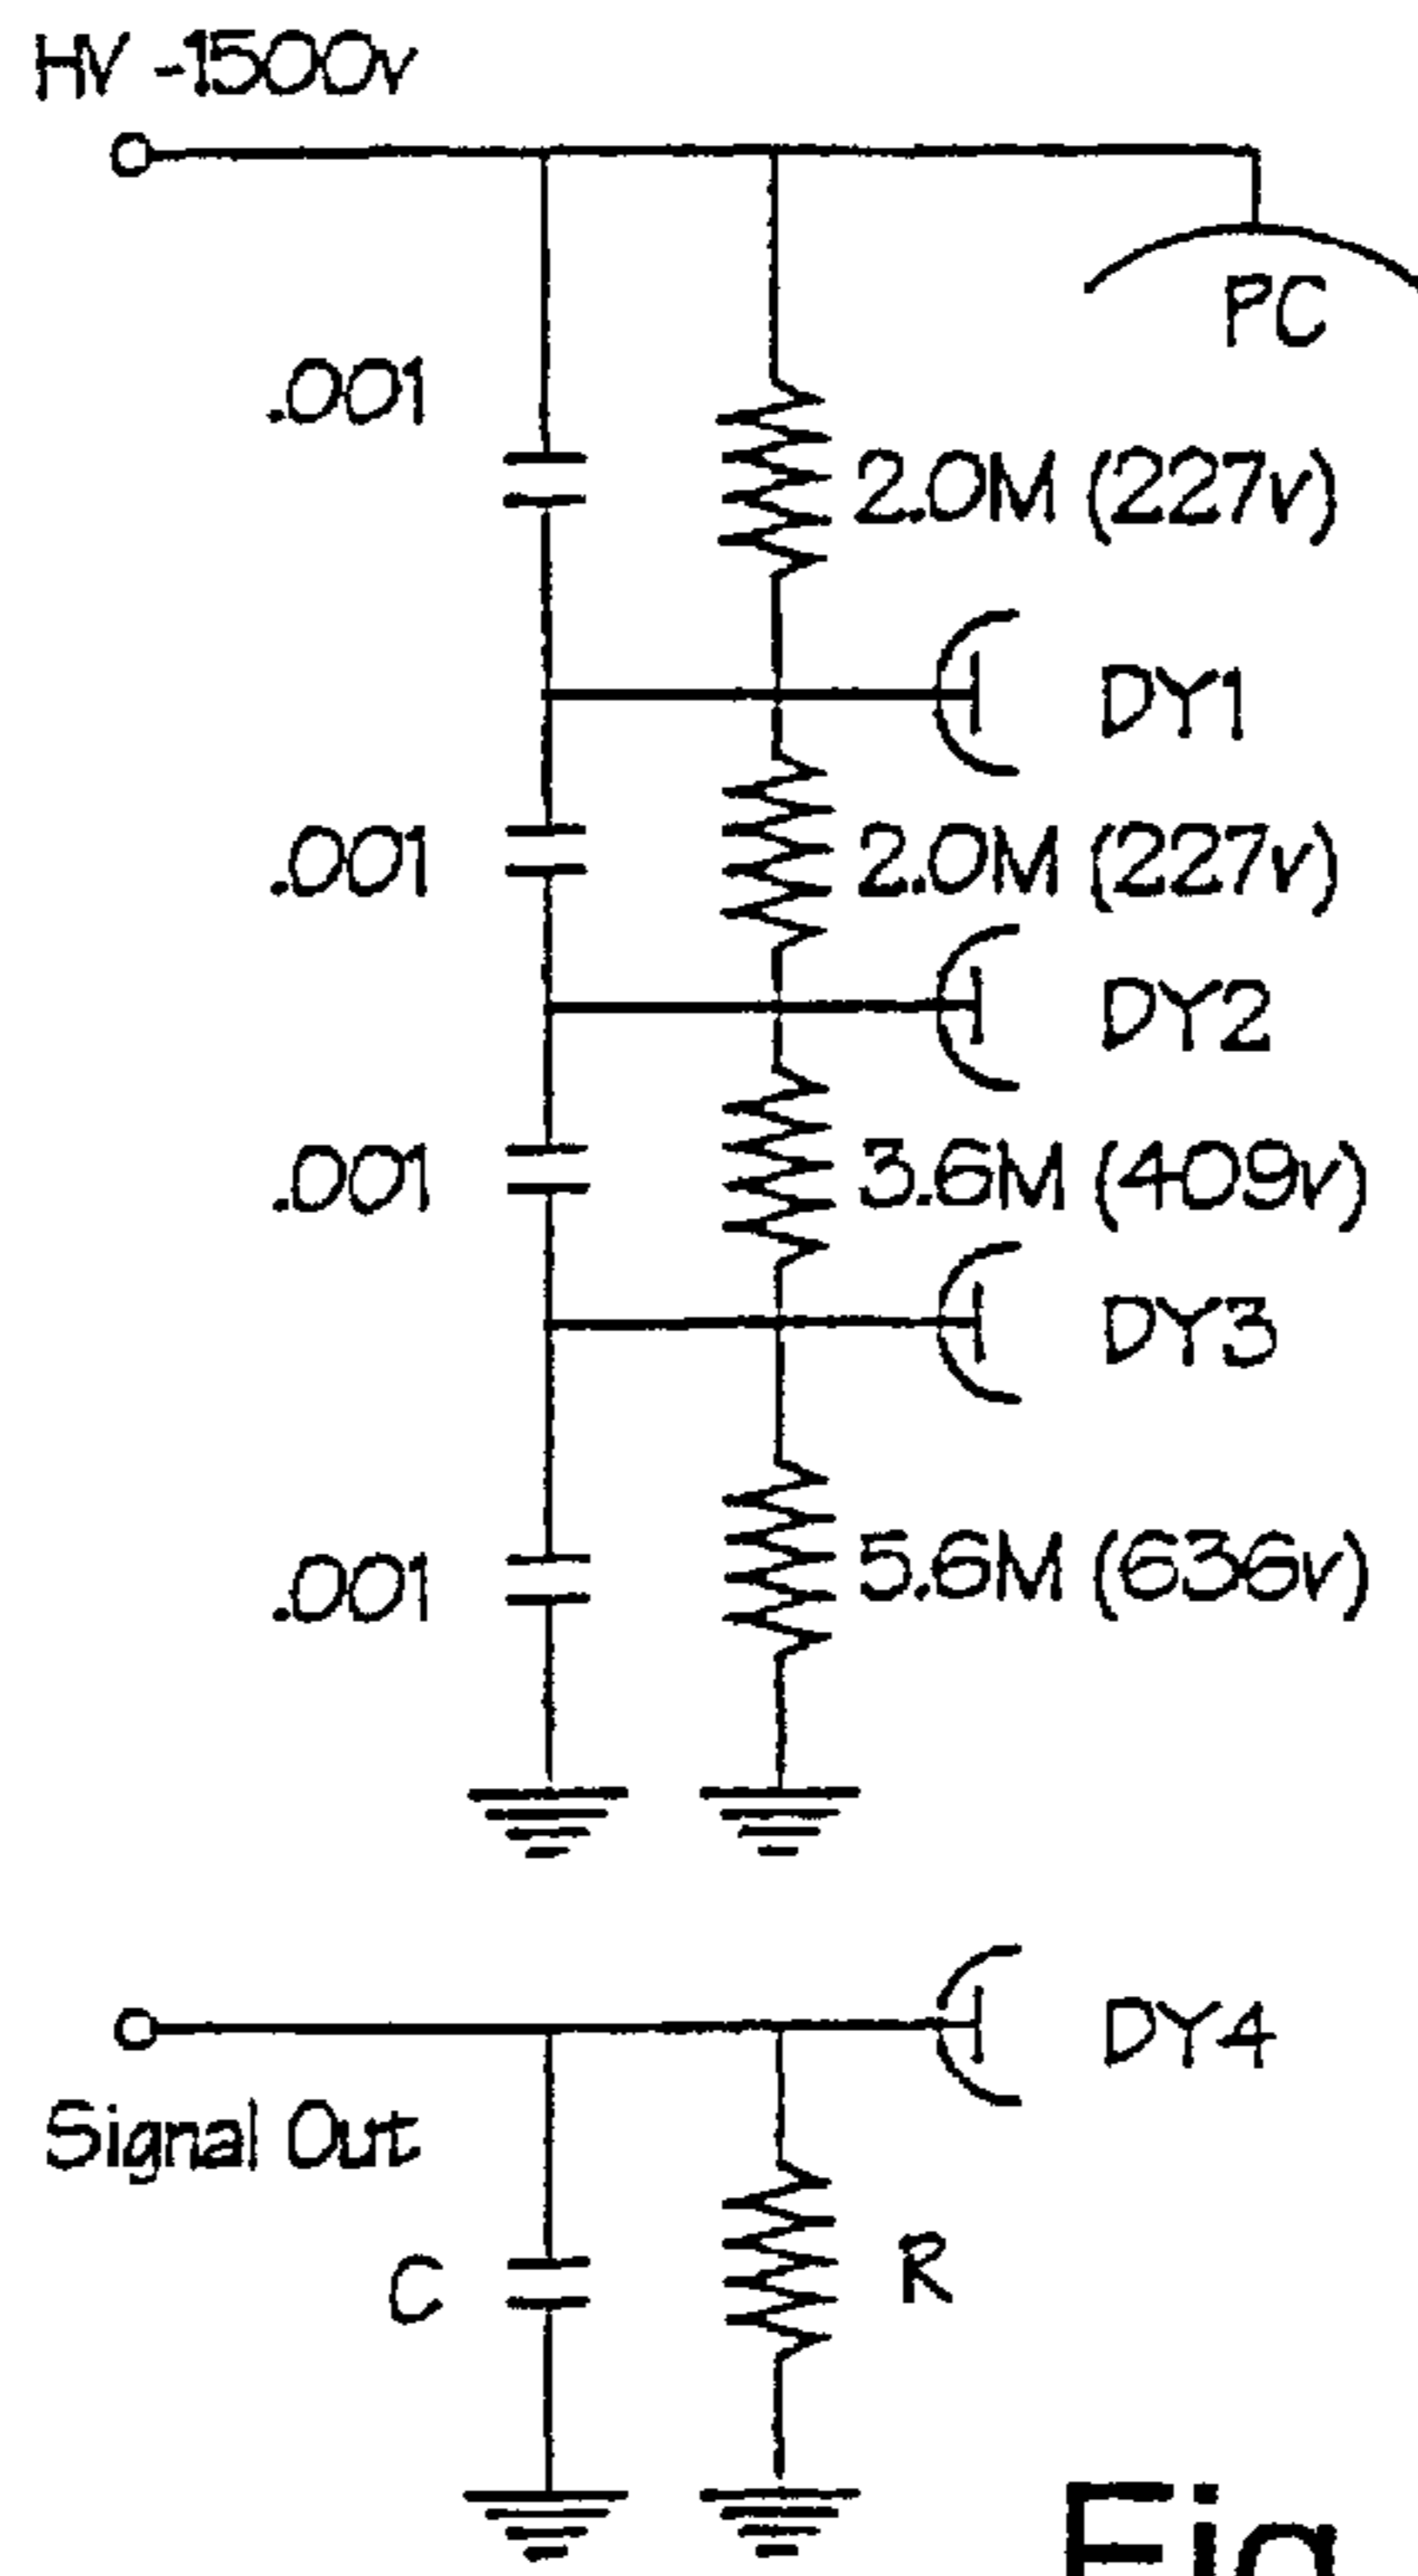 HV -1500v
PC
.001
2.0M (227v)
DY1
.001
2.0M (227v)
DY2
.001
3.6M (409v)
DY3
.001
5.6M (636v)
DY4
Signal Out
C
R
Fig